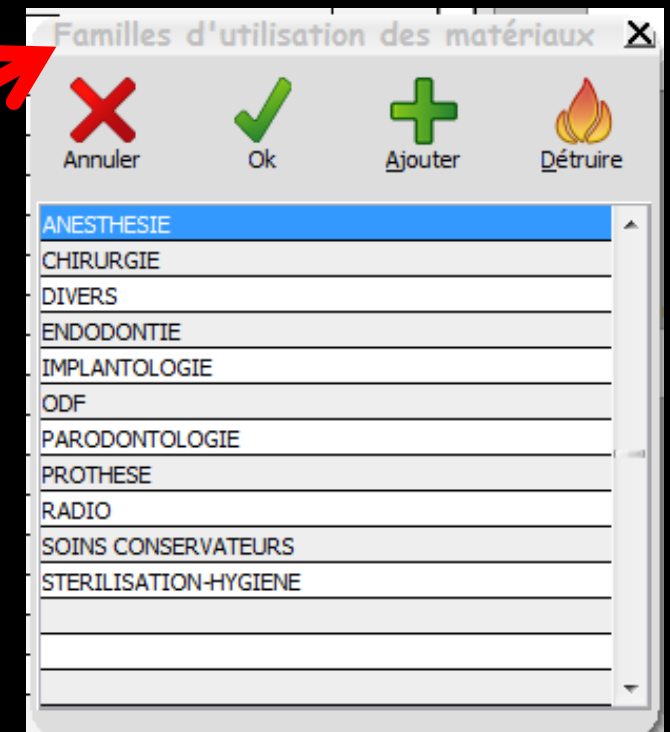 Familles d'utilisation des matériaux X
Annuler Ok Ajouter Détruire
ANESTHESIE
CHIRURGIE
DIVERS
ENDODONTIE
IMPLANTOLOGIE
ODF
PARODONTOLOGIE
PROTHESE
RADIO
SOINS CONSERVATEURS
STERILISATION-HYGIENE